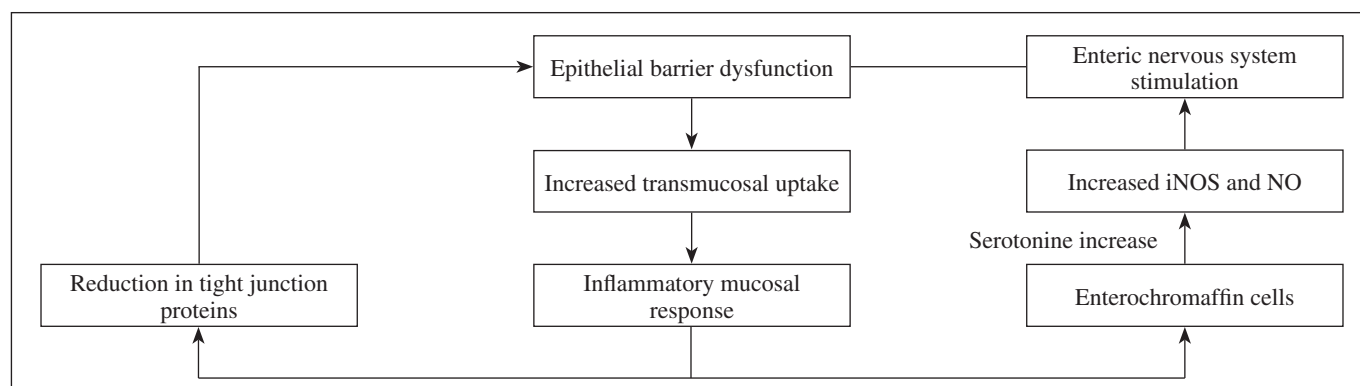 Epithelial barrier dysfunction
Enteric nervous system
stimulation
Increased transmucosal uptake
Increased iNOS and NO
Serotonine increase
Reduction in tight junction
proteins
Inflammatory mucosal
response
Enterochromaffin cells